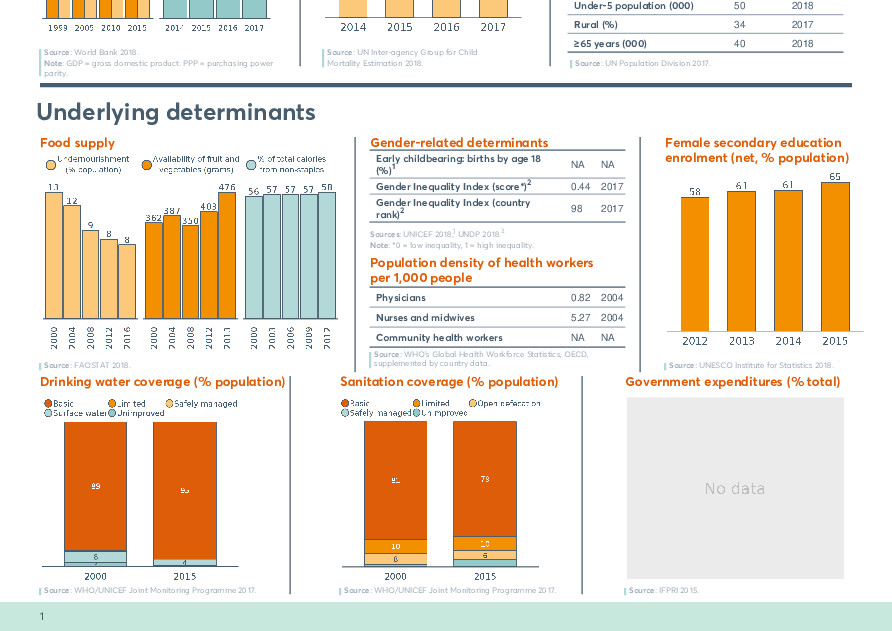 1999 2005 2010 2015
2014 2015 2016 2017
Source: World Bank 2018.
Note: GDP = gross domestic product. PPP = purchasing power
parity.
2014 2015 2016 2017
Source: UN Inter-agency Group for Child
Mortality Estimation 2018.
Under-5 population (000) 50 2018
Rural (%) 34 2017
≥65 years (000) 40 2018
Source: UN Population Division 2017.
Underlying determinants
Food supply
Undernourishment
(% population)
Availability of fruit and
vegetables (grams)
% of total calories
from non-staples
13 12 9 8 8
362 387 350 403 476
56 57 57 57 58
2000 2004 2008 2012 2016
2000 2004 2008 2012 2013
2000 2003 2006 2009 2012
Source: FAOSTAT 2018.
Gender-related determinants
Early childbearing: births by age 18
(%)¹ NA NA
Gender Inequality Index (score*)² 0.44 2017
Gender Inequality Index (country
rank)² 98 2017
Sources: UNICEF 2018,¹ UNDP 2018.²
Note: *0 = low inequality, 1 = high inequality.
Population density of health workers
per 1,000 people
Physicians 0.82 2004
Nurses and midwives 5.27 2004
Community health workers NA NA
Source: WHO's Global Health Workforce Statistics, OECD,
supplemented by country data.
Female secondary education
enrolment (net, % population)
58 61 61 65
2012 2013 2014 2015
Source: UNESCO Institute for Statistics 2018.
Drinking water coverage (% population)
Basic Limited Safely managed
Surface water Unimproved
89 95
8 4
2000 2015
Source: WHO/UNICEF Joint Monitoring Programme 2017.
Sanitation coverage (% population)
Basic Limited Open defecation
Safely managed Unimproved
81 79
10 10
8 6
2000 2015
Source: WHO/UNICEF Joint Monitoring Programme 2017.
Government expenditures (% total)
No data
Source: IFPRI 2015.
1